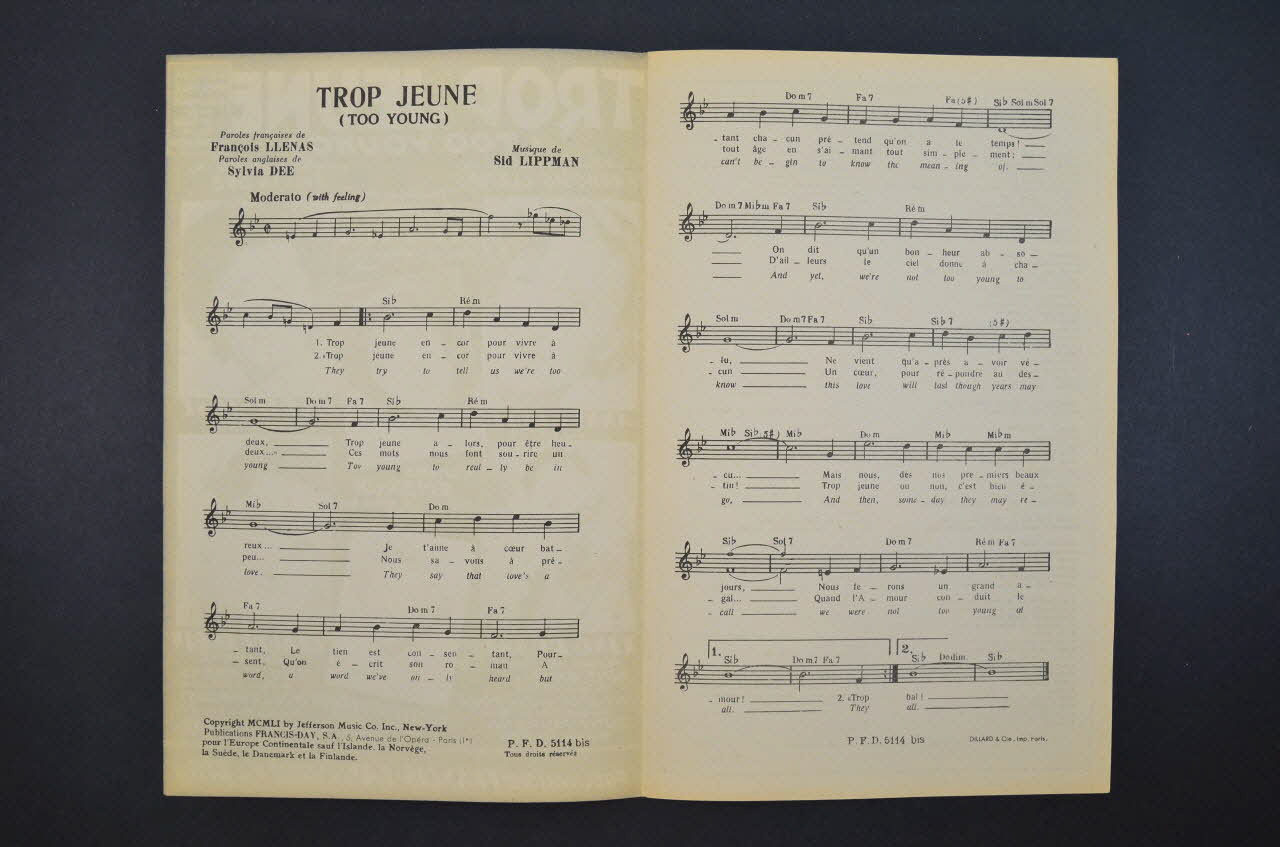 TROP JEUNE
(TOO YOUNG)
Paroles françaises de
François LLENAS
Paroles anglaises de
Sylvia DEE
Musique de
Sid LIPPMAN
Moderato (with feeling)
Sib Rém
1. Trop jeune en - cor pour vivre à
2. «Trop jeune en - cor pour vivre à
They try to tell us we're too
Solm Dom7 Fa7 Sib Rém
deux, Trop jeune a - lors, pour être heu -
deux...» Ces mots nous font sou - rire un
young Too young to real - ly be in
Mib Sol7 Dom
reux... Je t'aime à cœur bat -
peu... Nous sa - vons à pré -
love. They say that love's a
Fa7 Dom7 Fa7
- tant, Le tien est con - sen - tant, Pour -
- sent, Qu'on é - crit son ro - man A
word, a word we've on - ly heard but
Copyright MCMLI by Jefferson Music Co. Inc., New-York
Publications FRANCIS-DAY, S.A., 5, Avenue de l'Opéra - Paris (1er)
pour l'Europe Continentale sauf l'Islande, la Norvège,
la Suède, le Danemark et la Finlande.
P. F. D. 5114 bis
Tous droits réservés
Dom7 Fa7 Fa(5#) Sib Solm Sol7
- tant cha - cun pré - tend qu'on a le temps!
tout âge en s'ai - mant tout sim - ple - ment;
can't be - gin to know the mean - ing of.
Dom7 Mibm Fa7 Sib Rém
On dit qu'un bon - heur ab - so -
D'ail - leurs le ciel donne à cha -
And yet, we're not too young to
Solm Dom7 Fa7 Sib Sib7 (5#)
- lu, Ne vient qu'a - près a - voir vé -
- cun Un cœur, pour ré - pondre au des -
know this love will last though years may
Mib Sib(5#) Mib Dom Mib Mibm
- cu... Mais nous, des nos pre - miers beaux
- tin! Trop jeune ou non, c'est bien é -
go, And then, some - day they may re -
Sib Sol7 Dom7 Rém Fa7
jours, Nous fe - rons un grand a -
- gal... Quand l'A - mour con - duit le
- call we were not too young at
1. 2.
Sib Dom7 Fa7 Sib Dodim. Sib
- mour! 2. «Trop bal!
all. They all.
P. F. D. 5114 bis
DILLARD & Cie. Imp. Paris.